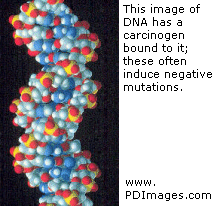 This image of
DNA has a
carcinogen
bound to it;
these often
induce negative
mutations.
www.
PDImages.com